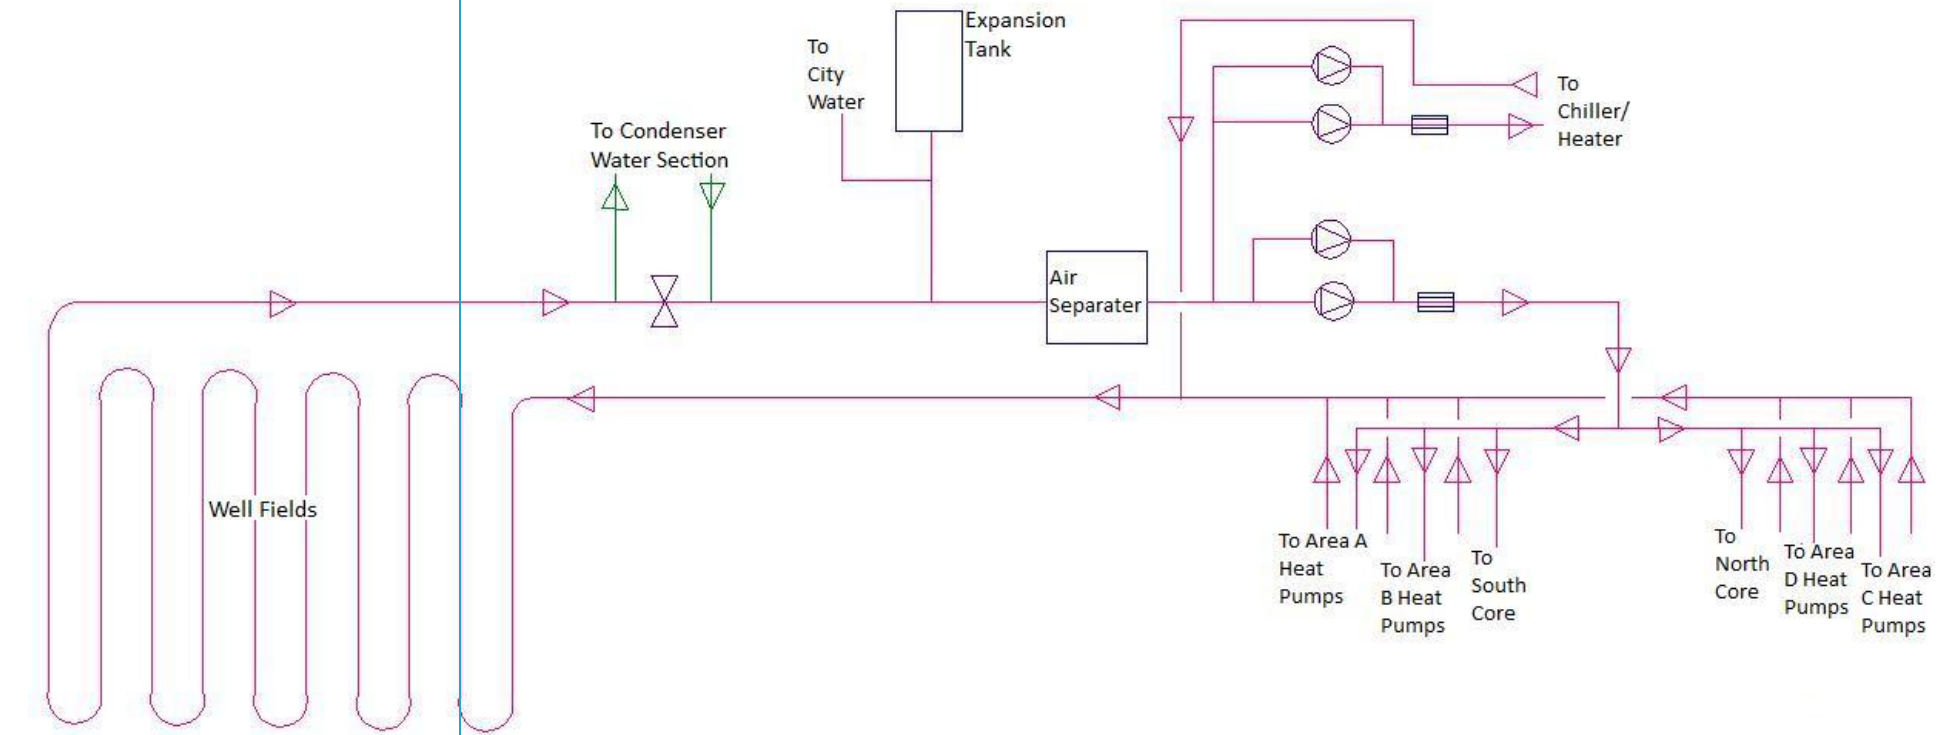 Expansion
Tank
To
City
Water
To
Chiller/
Heater
To Condenser
Water Section
Air
Separater
Well Fields
To Area A
Heat
Pumps
To Area
B Heat
Pumps
To
South
Core
To
North
Core
To Area
D Heat
Pumps
To Area
C Heat
Pumps